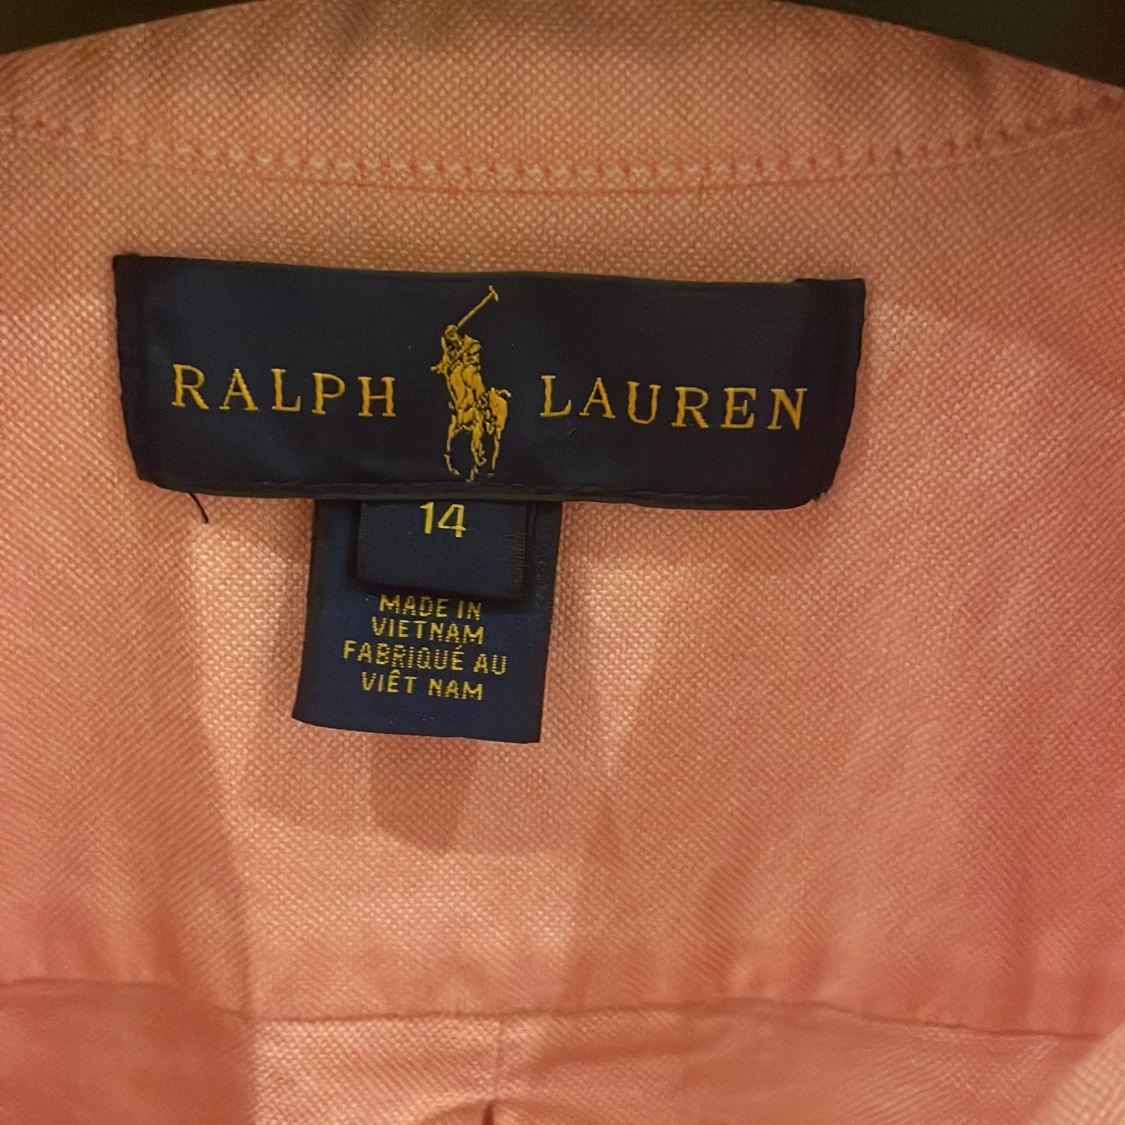 RALPH LAUREN
14
MADE IN
VIETNAM
FABRIQUÉ AU
VIÊT NAM